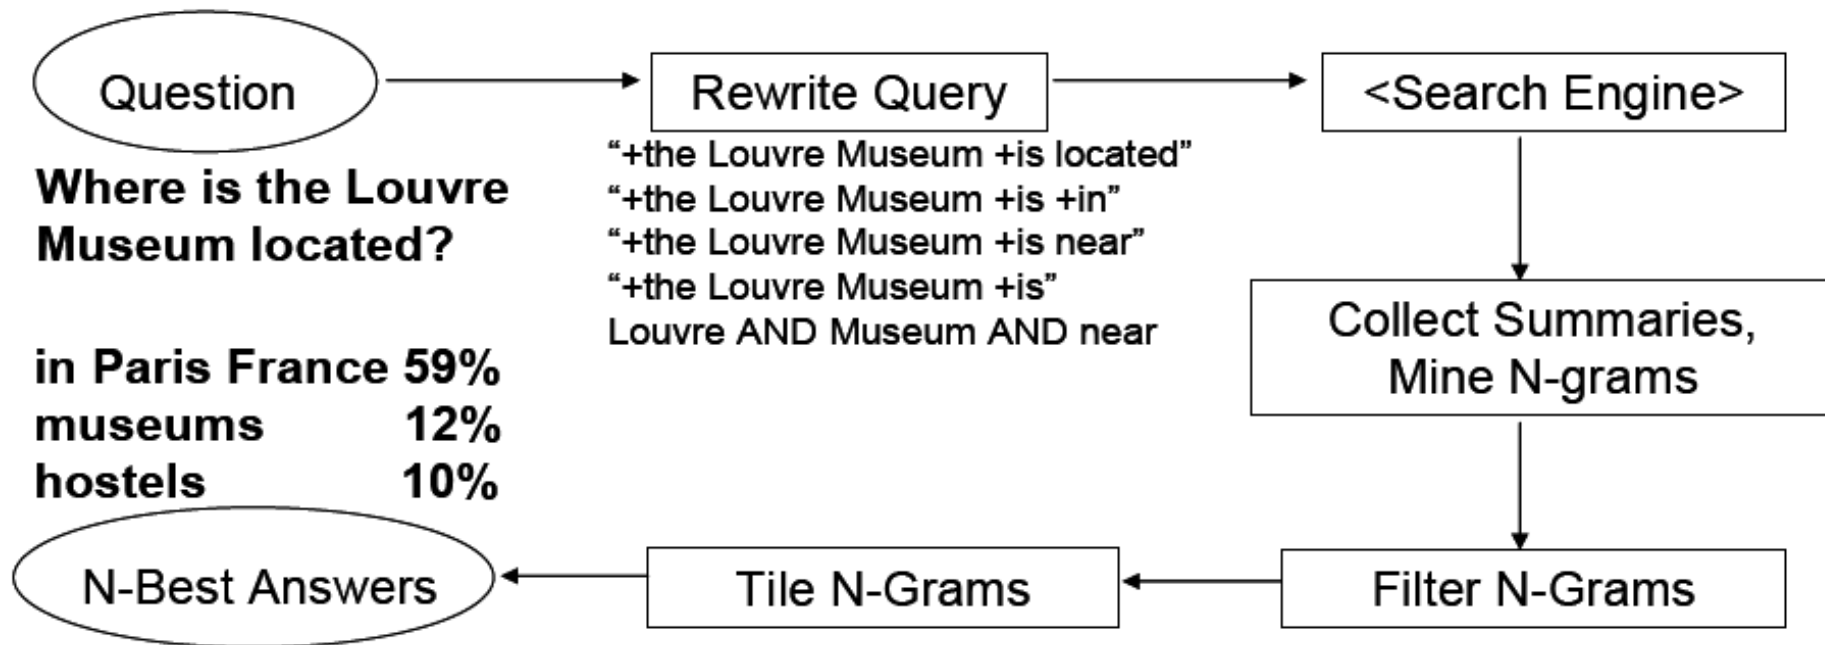 Question
Rewrite Query
<Search Engine>
Where is the Louvre
Museum located?
“+the Louvre Museum +is located”
“+the Louvre Museum +is +in”
“+the Louvre Museum +is near”
“+the Louvre Museum +is”
Louvre AND Museum AND near
Collect Summaries,
Mine N-grams
in Paris France 59%
museums 12%
hostels 10%
N-Best Answers
Tile N-Grams
Filter N-Grams